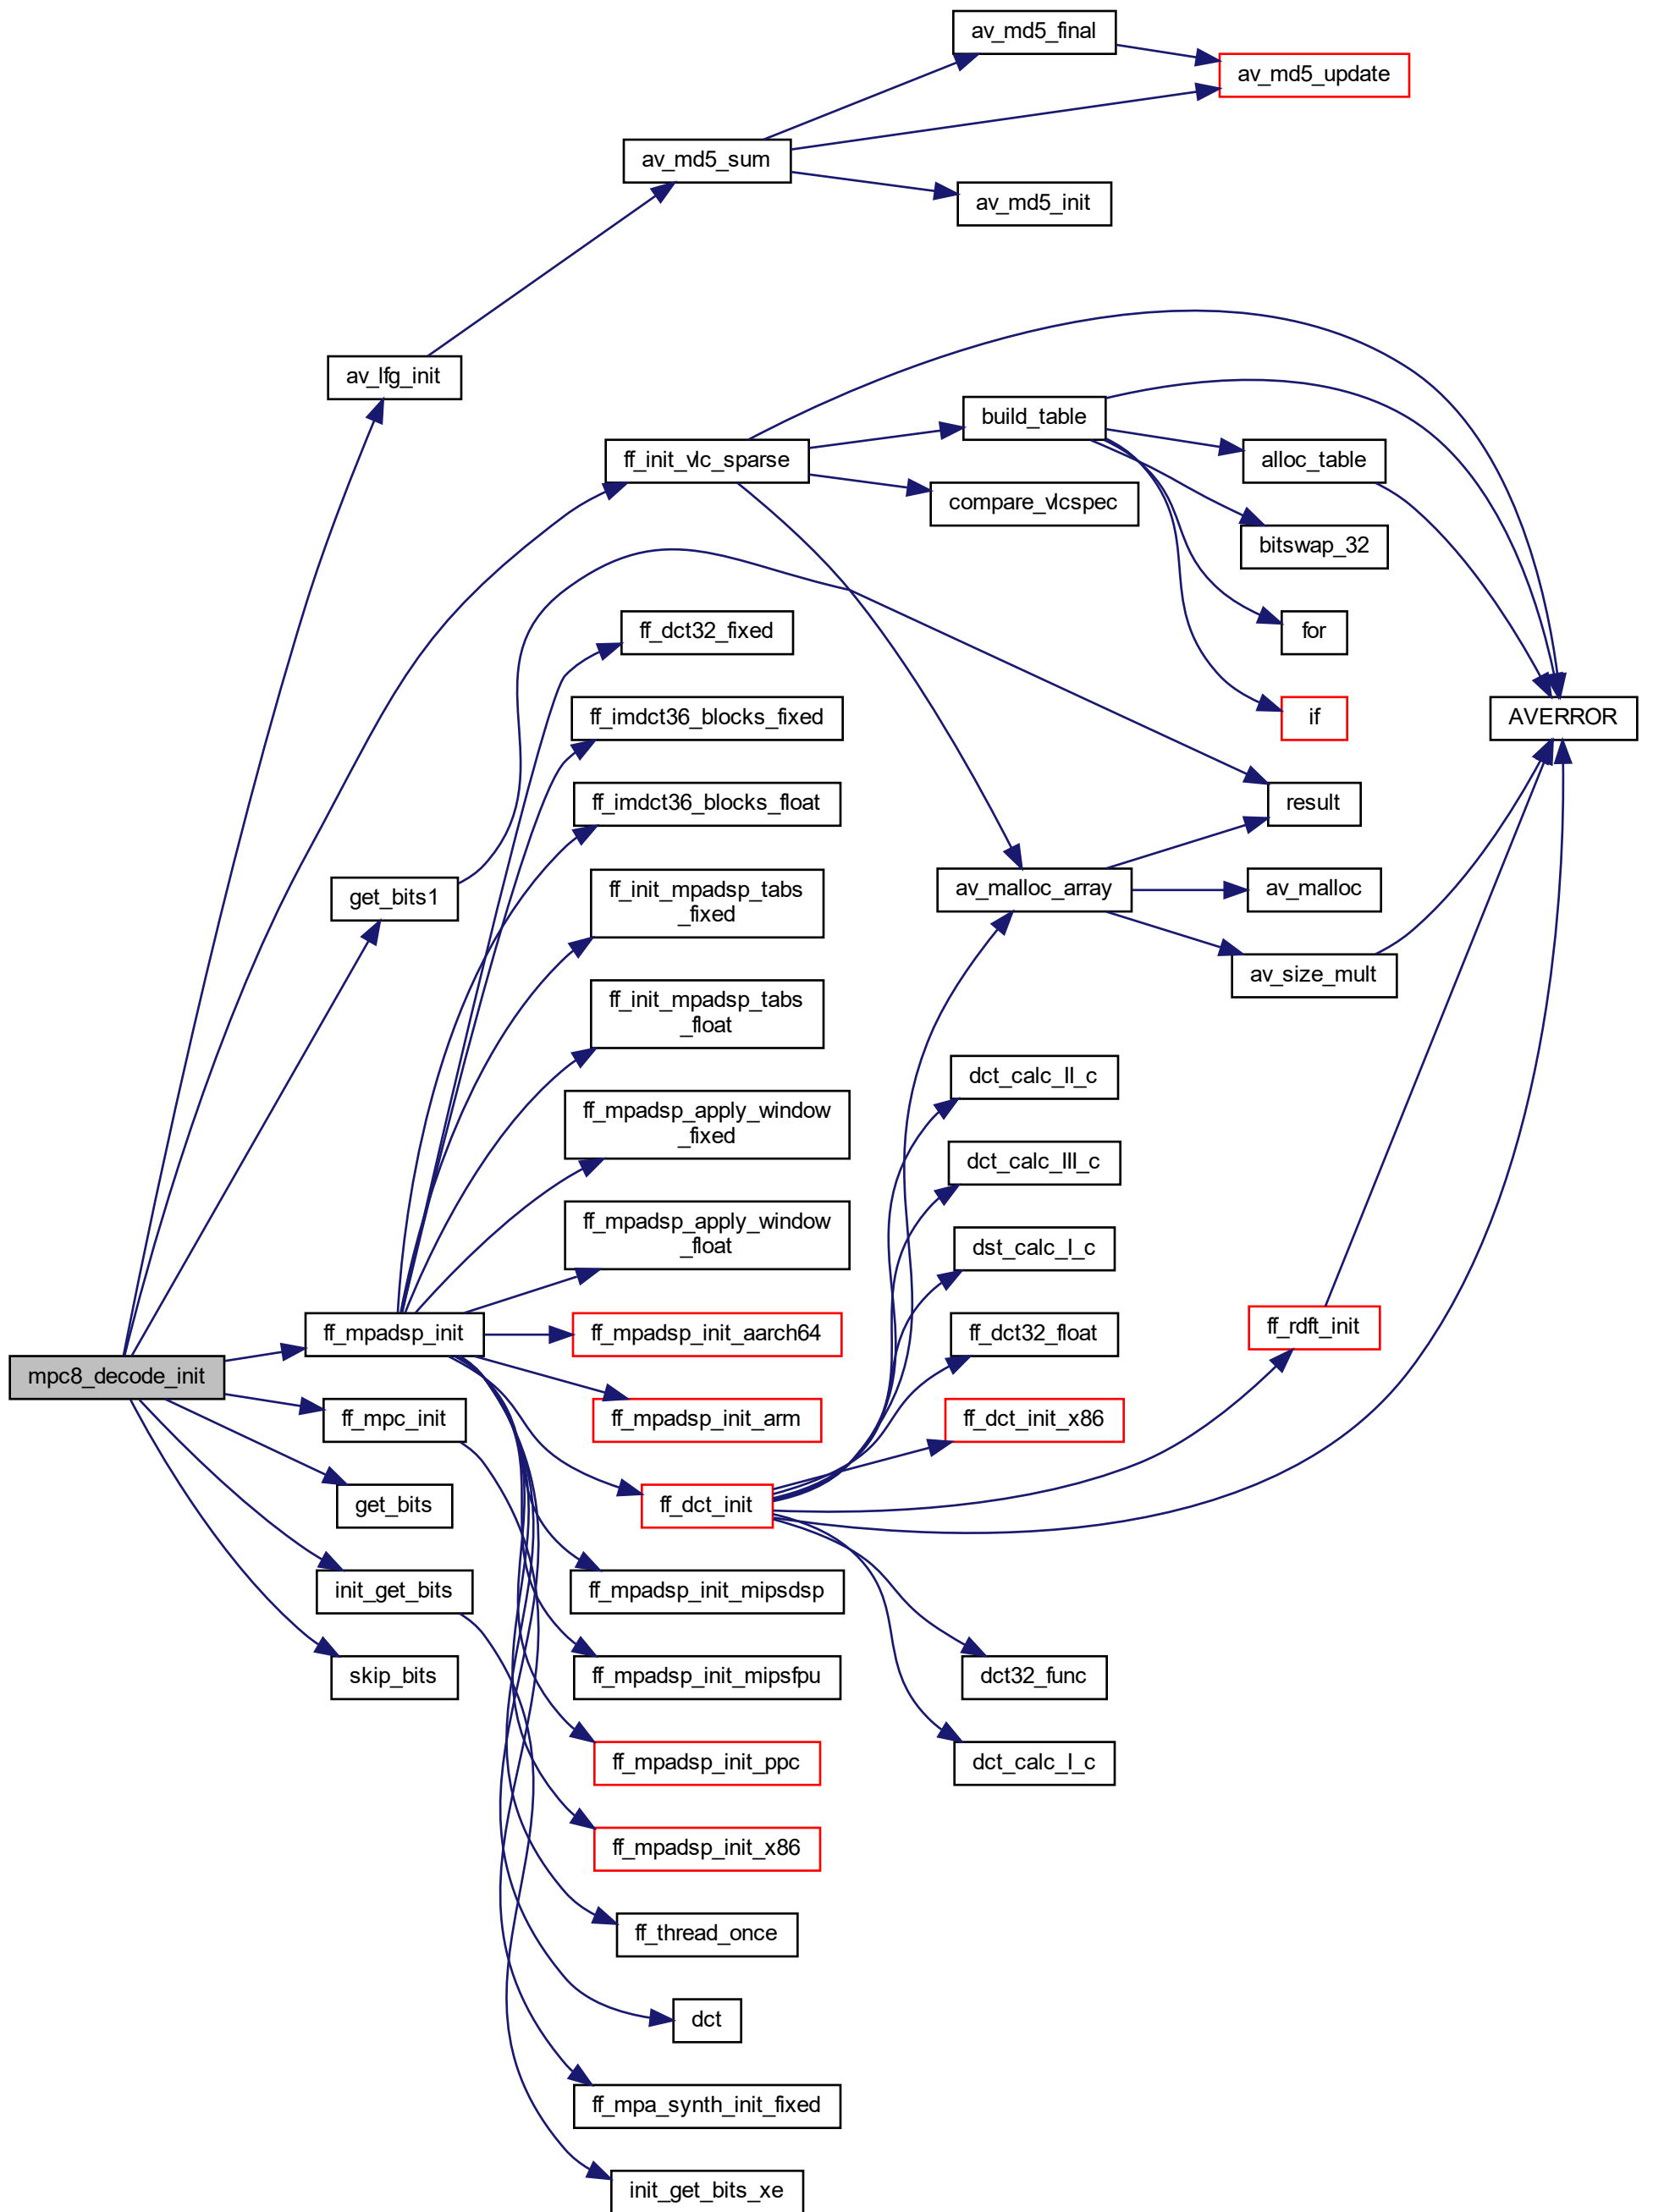 av_md5_final
av_md5_update
av_md5_sum
av_md5_init
av_lfg_init
build_table
ff_init_vlc_sparse
alloc_table
compare_vlcspec
bitswap_32
for
ff_dct32_fixed
ff_imdct36_blocks_fixed
if
AVERROR
ff_imdct36_blocks_float
result
get_bits1
ff_init_mpadsp_tabs
_fixed
av_malloc_array
av_malloc
av_size_mult
ff_init_mpadsp_tabs
_float
dct_calc_II_c
ff_mpadsp_apply_window
_fixed
dct_calc_III_c
ff_mpadsp_apply_window
_float
dst_calc_I_c
ff_mpadsp_init
ff_mpadsp_init_aarch64
ff_dct32_float
ff_rdft_init
mpc8_decode_init
ff_mpc_init
ff_mpadsp_init_arm
ff_dct_init_x86
get_bits
ff_dct_init
init_get_bits
ff_mpadsp_init_mipsdsp
skip_bits
ff_mpadsp_init_mipsfpu
dct32_func
ff_mpadsp_init_ppc
dct_calc_I_c
ff_mpadsp_init_x86
ff_thread_once
dct
ff_mpa_synth_init_fixed
init_get_bits_xe